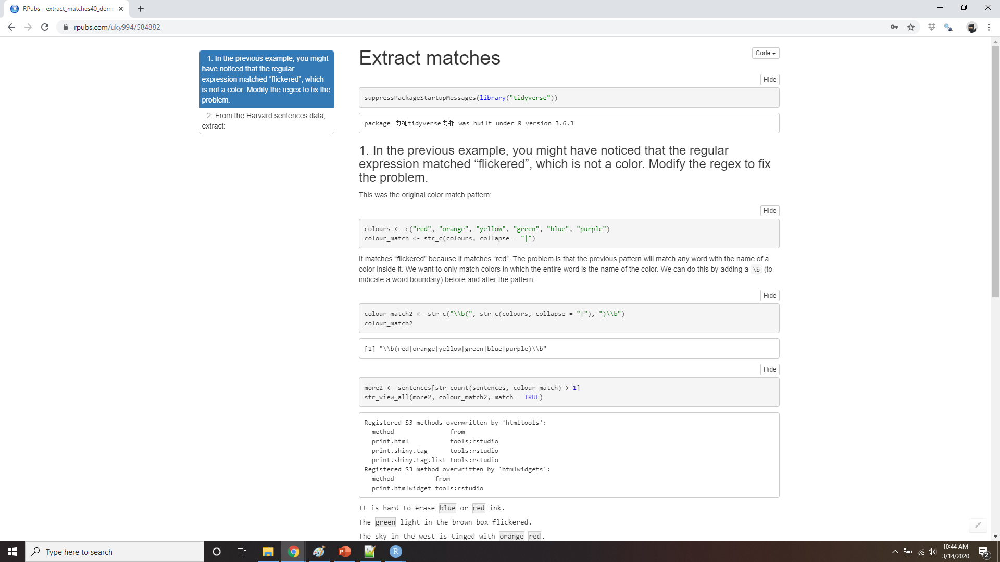 RPubs - extract_matches40_dem
rpubs.com/uky994/584882
1. In the previous example, you might
have noticed that the regular
expression matched “flickered”, which
is not a color. Modify the regex to fix the
problem.
2. From the Harvard sentences data,
extract:
Extract matches
Code
Hide
suppressPackageStartupMessages(library("tidyverse"))
package tidyverse was built under R version 3.6.3
1. In the previous example, you might have noticed that the regular
expression matched “flickered”, which is not a color. Modify the regex to fix
the problem.
This was the original color match pattern:
Hide
colours <- c("red", "orange", "yellow", "green", "blue", "purple")
colour_match <- str_c(colours, collapse = "|")
It matches “flickered” because it matches “red”. The problem is that the previous pattern will match any word with the name of a
color inside it. We want to only match colors in which the entire word is the name of the color. We can do this by adding a \b (to
indicate a word boundary) before and after the pattern:
Hide
colour_match2 <- str_c("\\b(", str_c(colours, collapse = "|"), ")\\b")
colour_match2
[1] "\\b(red|orange|yellow|green|blue|purple)\\b"
Hide
more2 <- sentences[str_count(sentences, colour_match) > 1]
str_view_all(more2, colour_match2, match = TRUE)
Registered S3 methods overwritten by 'htmltools':
method from
print.html tools:rstudio
print.shiny.tag tools:rstudio
print.shiny.tag.list tools:rstudio
Registered S3 method overwritten by 'htmlwidgets':
method from
print.htmlwidget tools:rstudio
It is hard to erase blue or red ink.
The green light in the brown box flickered.
The sky in the west is tinged with orange red.
Type here to search
10:44 AM
3/14/2020
2